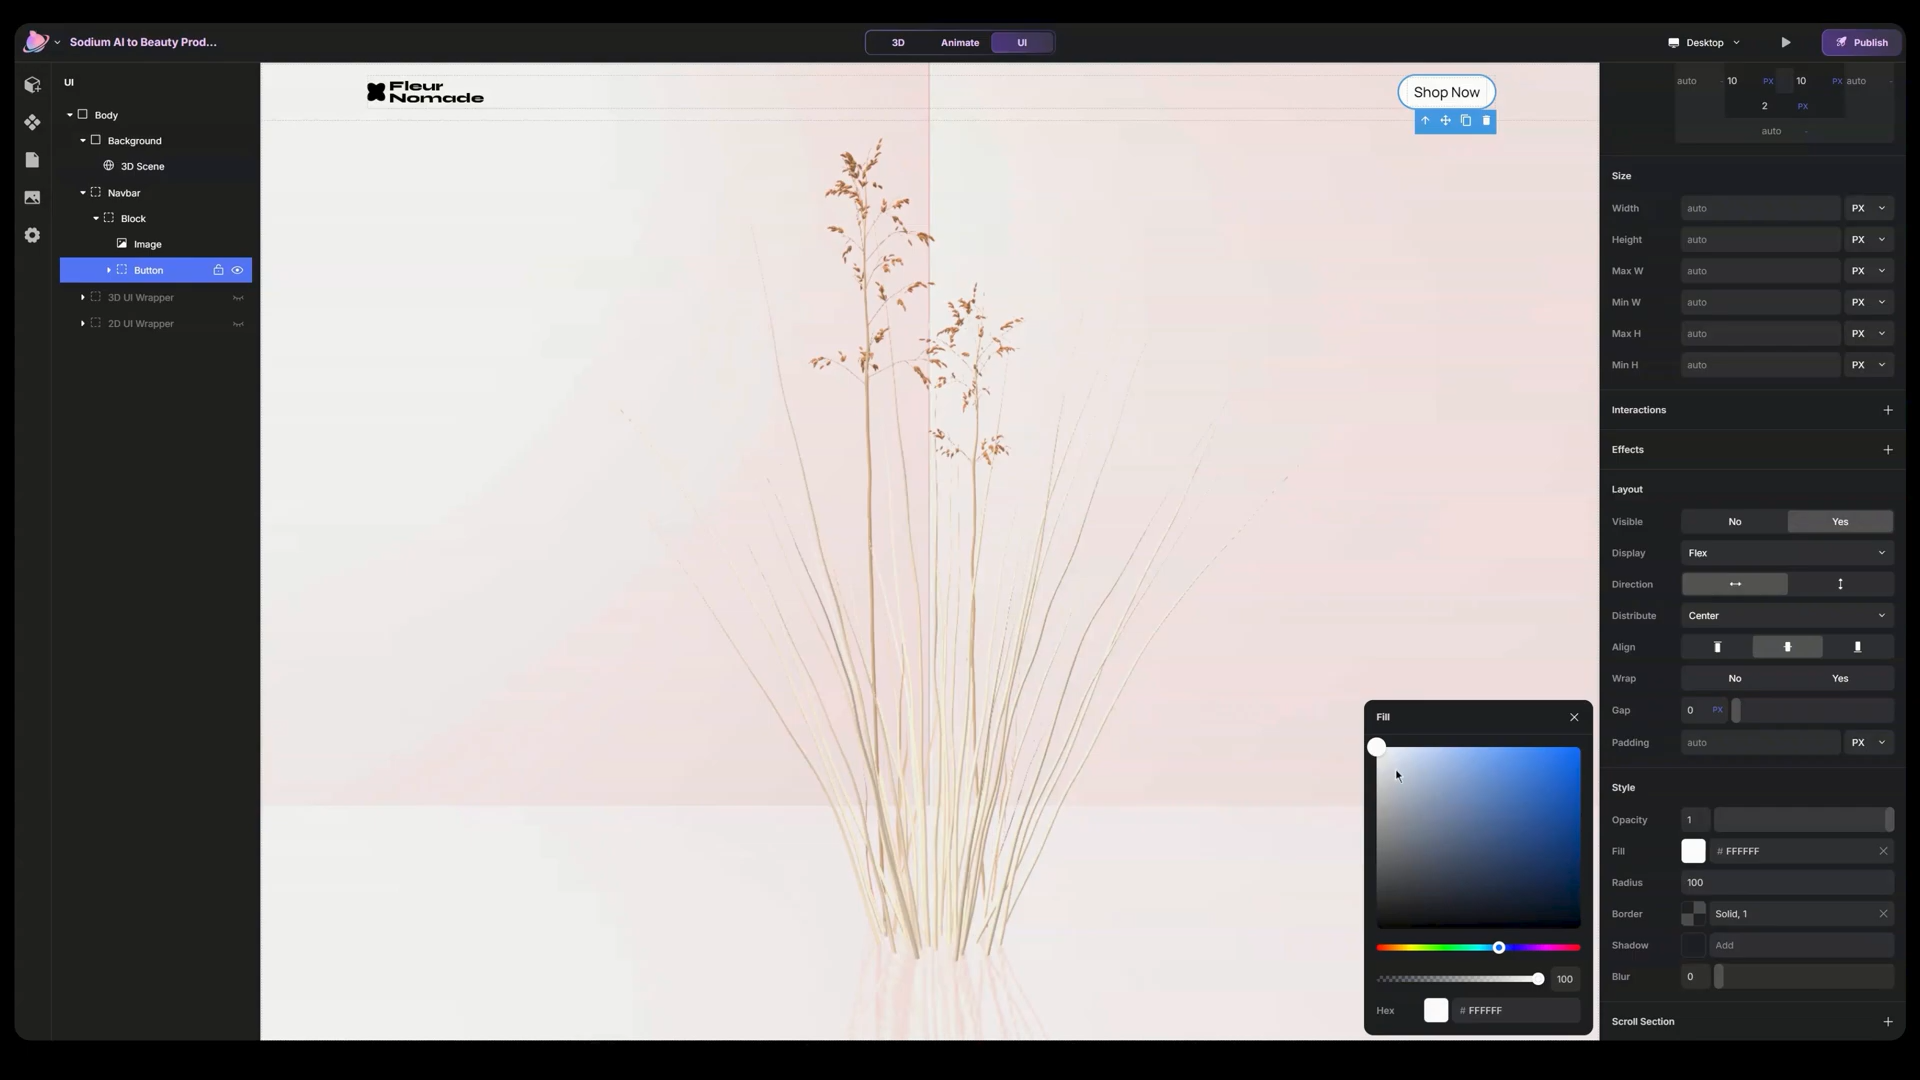 Sodium AI to Beauty Prod...
3D
Animate
UI
Desktop
Publish
UI
Body
Background
3D Scene
Navbar
Block
Image
Button
3D UI Wrapper
2D UI Wrapper
Fleur
Nomade
Shop Now
auto 10 PX 10 PX auto
2 PX
auto
Size
Width auto PX
Height auto PX
Max W auto PX
Min W auto PX
Max H auto PX
Min H auto PX
Interactions
Effects
Layout
Visible No Yes
Display Flex
Direction
Distribute Center
Align
Wrap No Yes
Gap 0 PX
Padding auto PX
Style
Opacity 1
Fill # FFFFFF
Radius 100
Border Solid, 1
Shadow Add
Blur 0
Scroll Section
Fill
100
Hex # FFFFFF